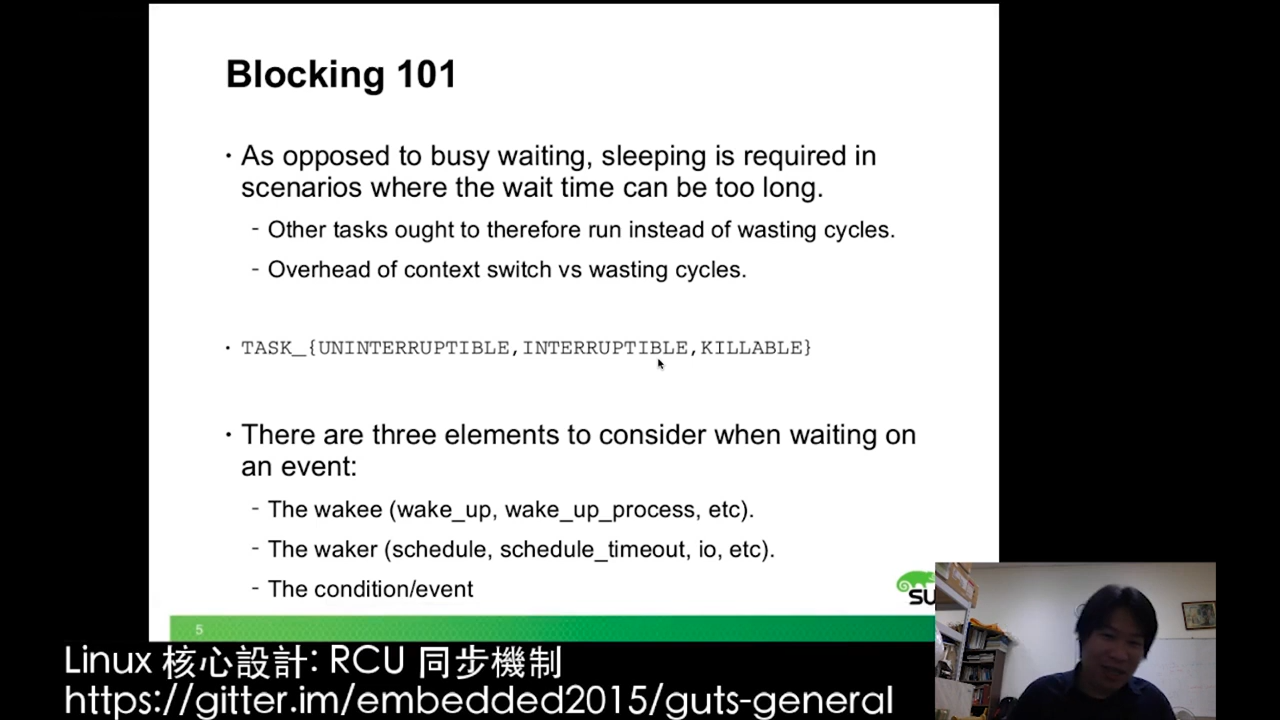 Blocking 101
· As opposed to busy waiting, sleeping is required in
scenarios where the wait time can be too long.
- Other tasks ought to therefore run instead of wasting cycles.
- Overhead of context switch vs wasting cycles.
· TASK_{UNINTERRUPTIBLE,INTERRUPTIBLE,KILLABLE}
· There are three elements to consider when waiting on
an event:
- The wakee (wake_up, wake_up_process, etc).
- The waker (schedule, schedule_timeout, io, etc).
- The condition/event
SU
5
Linux 核心設計: RCU 同步機制
https://gitter.im/embedded2015/guts-general